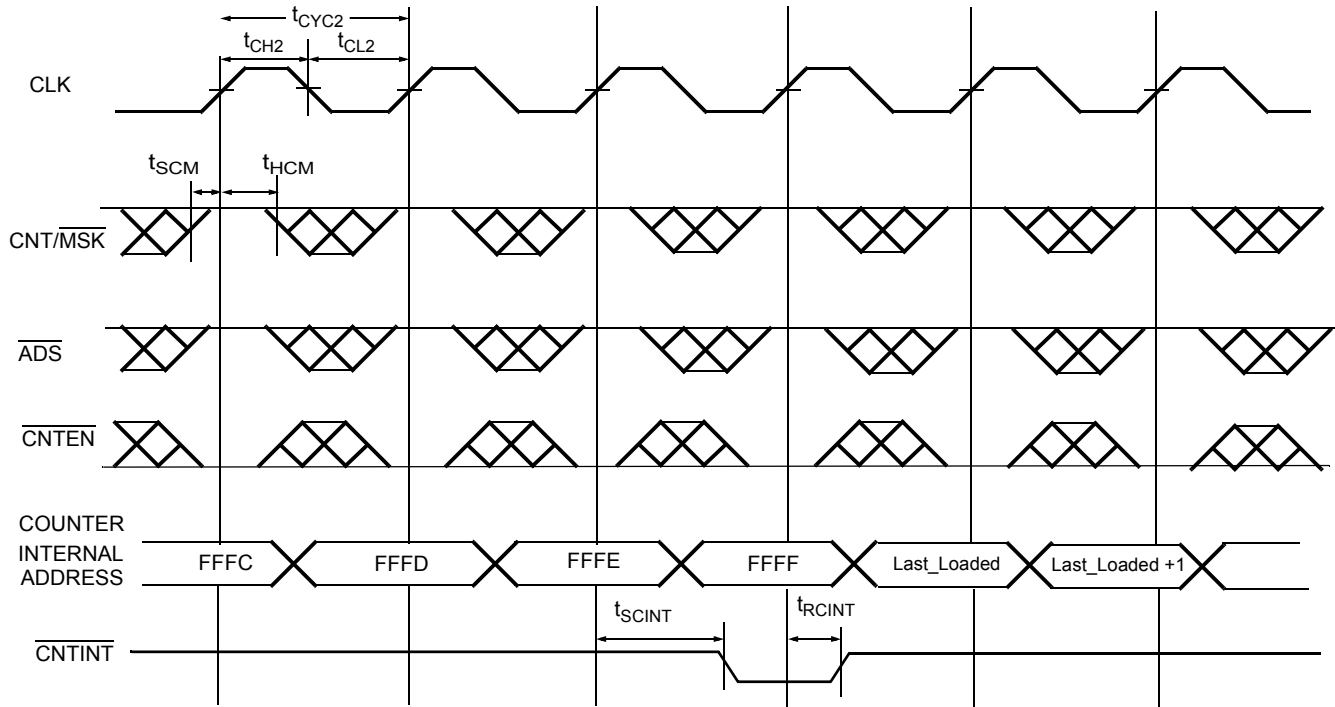 tCYC2
tCH2 tCL2
CLK
tSCM tHCM
CNT/MSK
ADS
CNTEN
COUNTER
INTERNAL
ADDRESS
FFFC FFFD FFFE FFFF Last_Loaded Last_Loaded +1
tSCINT tRCINT
CNTINT